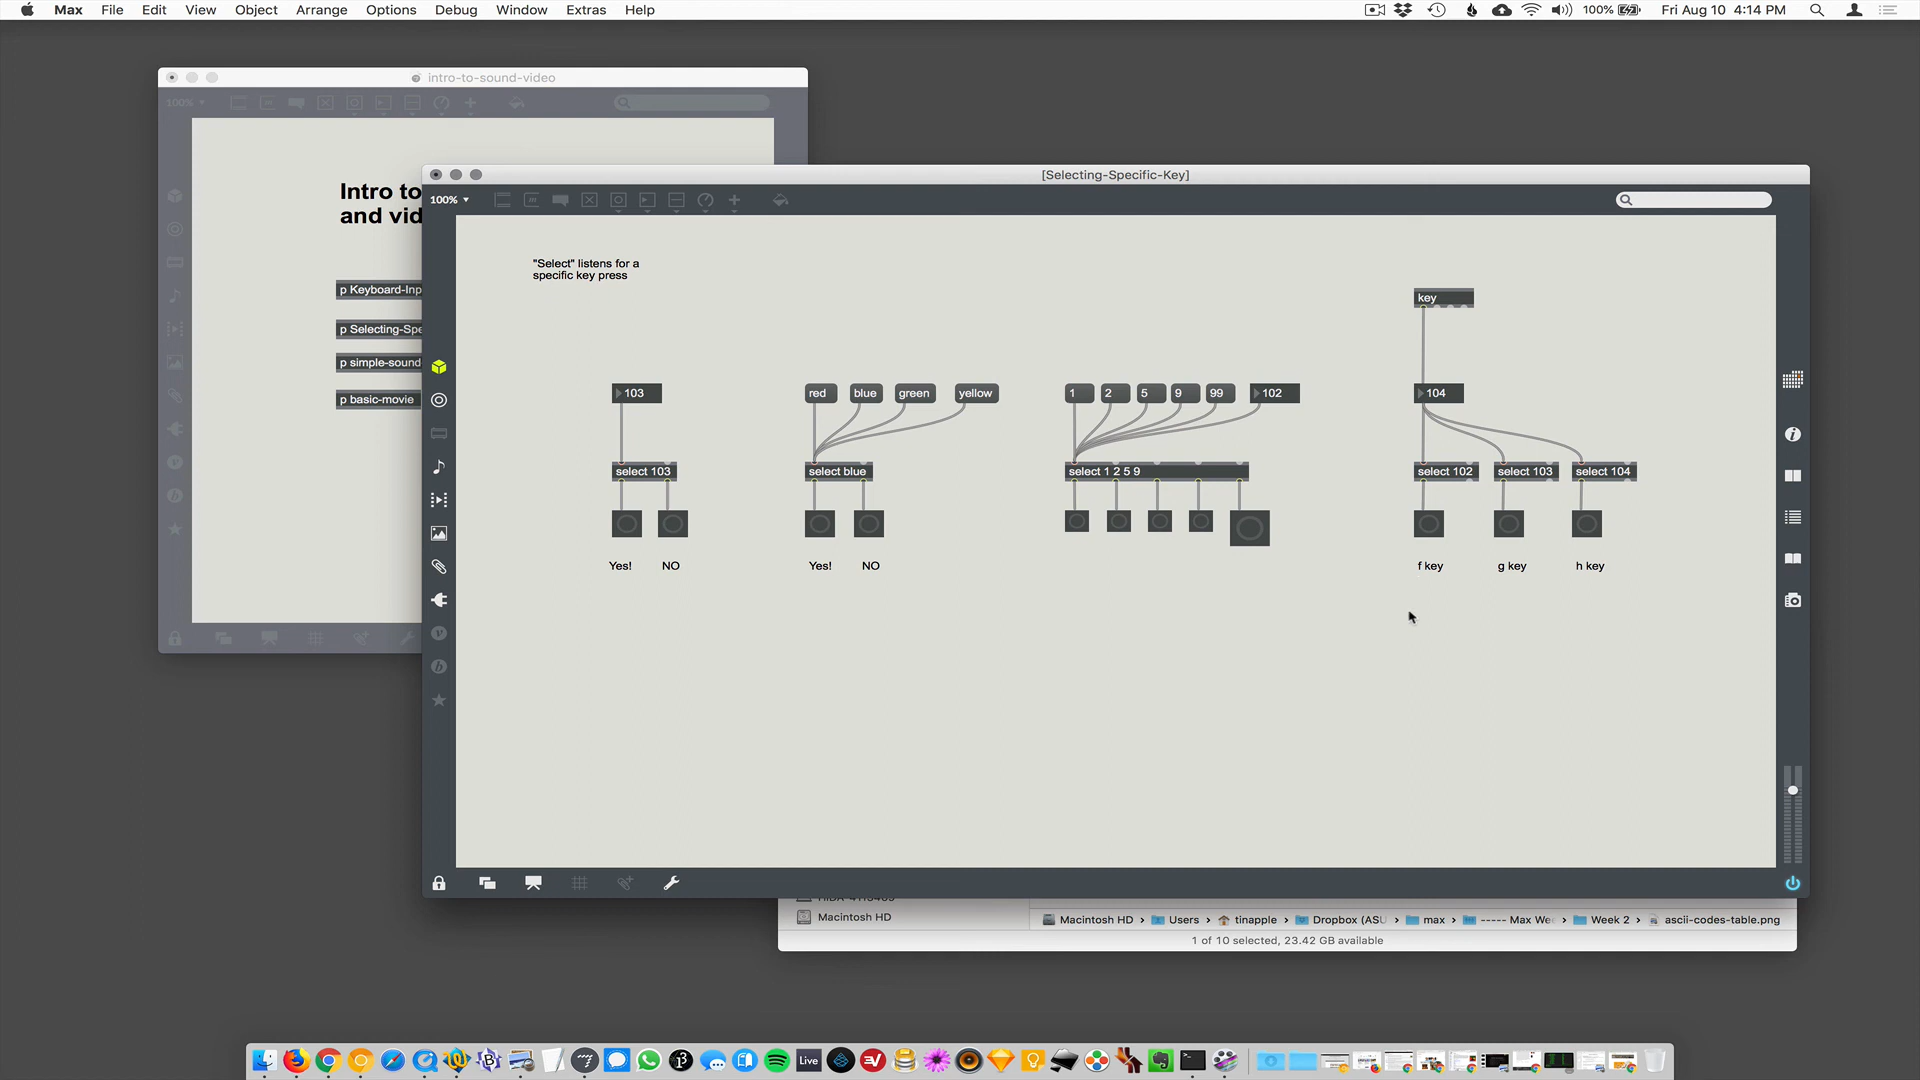 Max File Edit View Object Arrange Options Debug Window Extras Help 100% Fri Aug 10 4:14 PM
intro-to-sound-video
100%
Intro to
and vid
p Keyboard-Inp
p Selecting-Spe
p simple-sound
p basic-movie
[Selecting-Specific-Key]
100%
"Select" listens for a
specific key press
key
103 red blue green yellow 1 2 5 9 99 102 104
select 103 select blue select 1 2 5 9 select 102 select 103 select 104
Yes! NO Yes! NO f key g key h key
Macintosh HD Macintosh HD Users tinapple Dropbox (ASU max ----- Max We Week 2 ascii-codes-table.png
1 of 10 selected, 23.42 GB available
Live